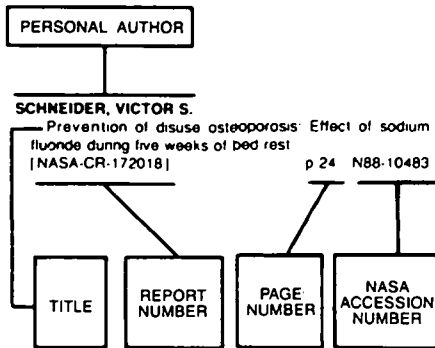 PERSONAL AUTHOR
SCHNEIDER, VICTOR S.
Prevention of disuse osteoporosis Effect of sodium
fluonde during five weeks of bed rest
[NASA-CR-172018] p 24 N88-10483
TITLE
REPORT
NUMBER
PAGE
NUMBER
NASA
ACCESSION
NUMBER